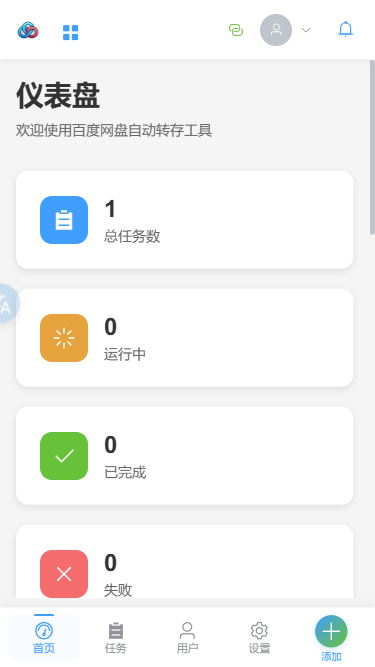 仪表盘
欢迎使用百度网盘自动转存工具
1
总任务数
0
运行中
0
已完成
0
失败
首页
任务
用户
设置
添加